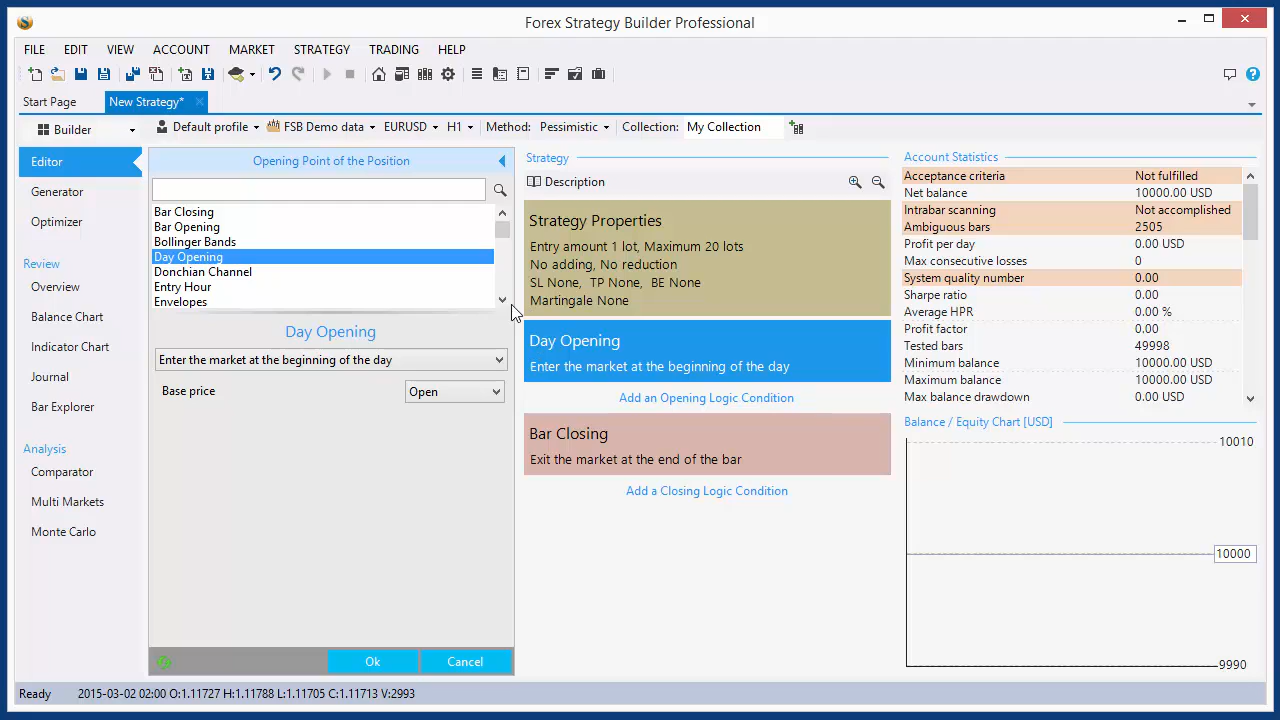 Forex Strategy Builder Professional
FILE EDIT VIEW ACCOUNT MARKET STRATEGY TRADING HELP
Start Page New Strategy*
Builder Default profile FSB Demo data EURUSD H1 Method: Pessimistic Collection: My Collection
Editor
Generator
Optimizer
Review
Overview
Balance Chart
Indicator Chart
Journal
Bar Explorer
Analysis
Comparator
Multi Markets
Monte Carlo
Opening Point of the Position
Bar Closing
Bar Opening
Bollinger Bands
Day Opening
Donchian Channel
Entry Hour
Envelopes
Day Opening
Enter the market at the beginning of the day
Base price Open
Ok Cancel
Strategy
Description
Strategy Properties
Entry amount 1 lot, Maximum 20 lots
No adding, No reduction
SL None, TP None, BE None
Martingale None
Day Opening
Enter the market at the beginning of the day
Add an Opening Logic Condition
Bar Closing
Exit the market at the end of the bar
Add a Closing Logic Condition
Account Statistics
Acceptance criteria Not fulfilled
Net balance 10000.00 USD
Intrabar scanning Not accomplished
Ambiguous bars 2505
Profit per day 0.00 USD
Max consecutive losses 0
System quality number 0.00
Sharpe ratio 0.00
Average HPR 0.00 %
Profit factor 0.00
Tested bars 49998
Minimum balance 10000.00 USD
Maximum balance 10000.00 USD
Max balance drawdown 0.00 USD
Balance / Equity Chart [USD]
10010
10000
9990
Ready 2015-03-02 02:00 O:1.11727 H:1.11788 L:1.11705 C:1.11713 V:2993